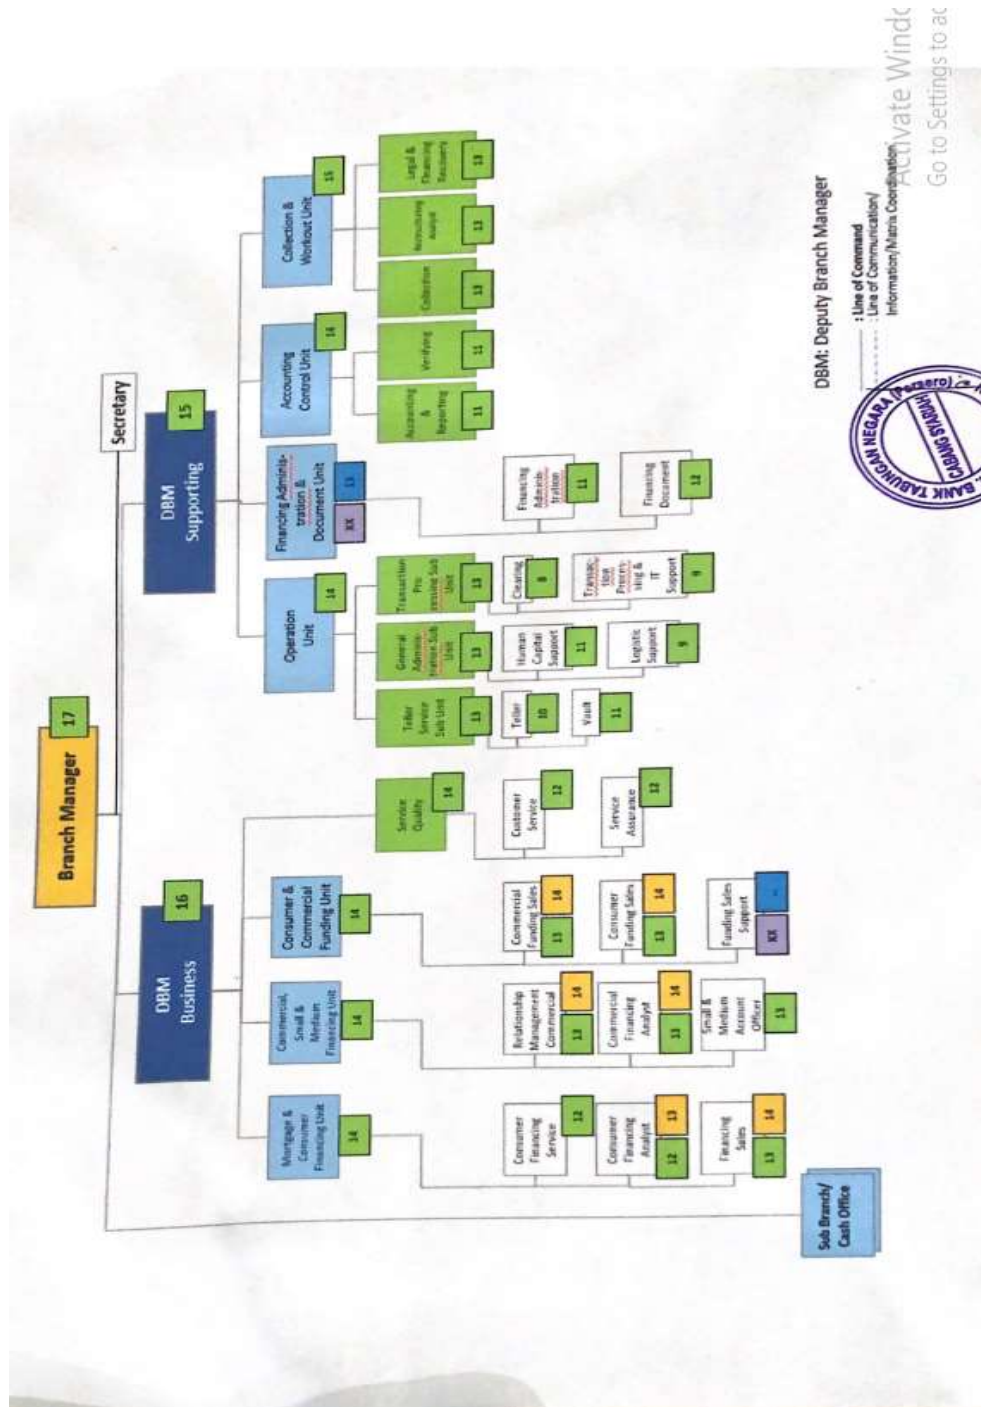 Branch Manager
17
Secretary
DBM
Business
16
DBM
Supporting
15
Mortgage &
Consumer
Financing Unit
14
Commercial,
Small &
Medium
Financing Unit
14
Consumer &
Commercial
Funding Unit
14
Service
Quality
14
Operation
Unit
14
Financing Adminis-
tration &
Document Unit
XX
13
Accounting
Control Unit
14
Collection &
Workout Unit
15
Teller
Service
Sub Unit
13
General
Adminis-
tration Sub
Unit
13
Transaction
Pro
cessing Sub
Unit
13
Accounting
&
Reporting
11
Verifying
11
Collection
13
Restructuring
Analyst
13
Legal &
Financing
Recovery
13
Consumer
Financing
Service
12
Consumer
Financing
Analyst
12
13
Financing
Sales
13
14
Relationship
Management
Commercial
13
14
Commercial
Financing
Analyst
13
14
Small &
Medium
Account
Officer
13
Commercial
Funding Sales
13
14
Consumer
Funding Sales
13
14
Funding Sales
Support
XX
-
Customer
Service
12
Service
Assurance
12
Teller
10
Vault
11
Human
Capital
Support
11
Logistic
Support
9
Clearing
8
Transac-
tion
Proces-
sing &
IT
Support
9
Financing
Adminis-
tration
11
Financing
Document
12
Sub Branch/
Cash Office
DBM: Deputy Branch Manager
: Line of Command
: Line of Communication/
Information/Matrix Coordination
BANK TABUNGAN NEGARA (Persero)
CABANG SYARIAH
Activate Windo
Go to Settings to ac